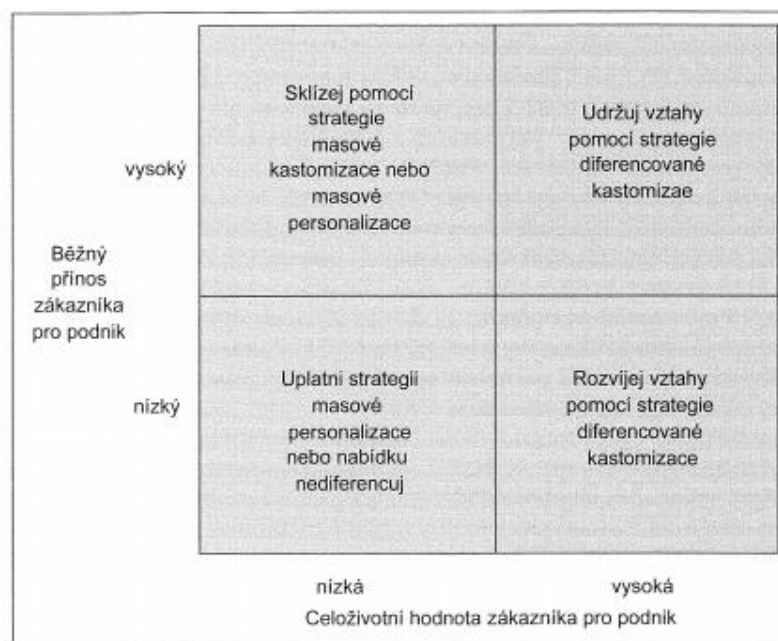 Sklízej pomocí
strategie
masové
kastomizace nebo
masové
personalizace
Udržuj vztahy
pomocí strategie
diferencované
kastomizae
vysoký
Běžný
přínos
zákazníka
pro podnik
nízký
Uplatni strategii
masové
personalizace
nebo nabídku
nediferencuj
Rozvíjej vztahy
pomocí strategie
diferencované
kastomizace
nízká
vysoká
Celoživotní hodnota zákazníka pro podnik